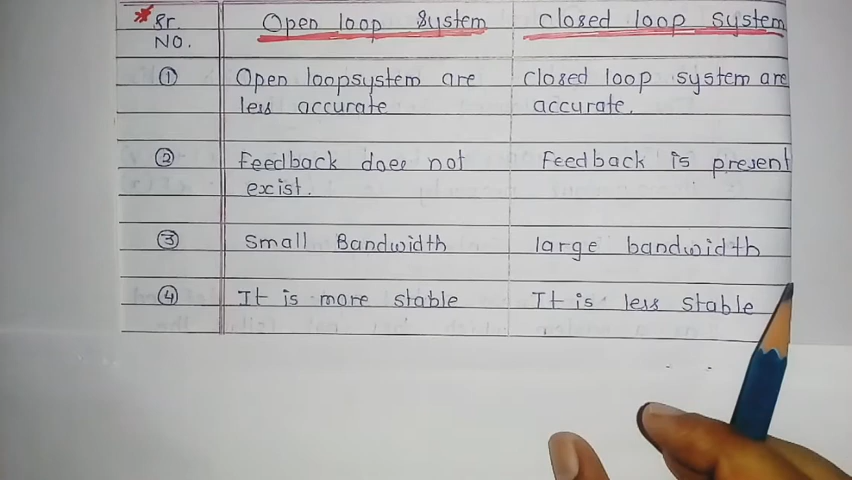 * Sr. NO. Open loop system closed loop system
① Open loopsystem are less accurate closed loop system are accurate.
② Feedback does not exist. Feedback is present
③ Small Bandwidth large bandwidth
④ It is more stable It is less stable